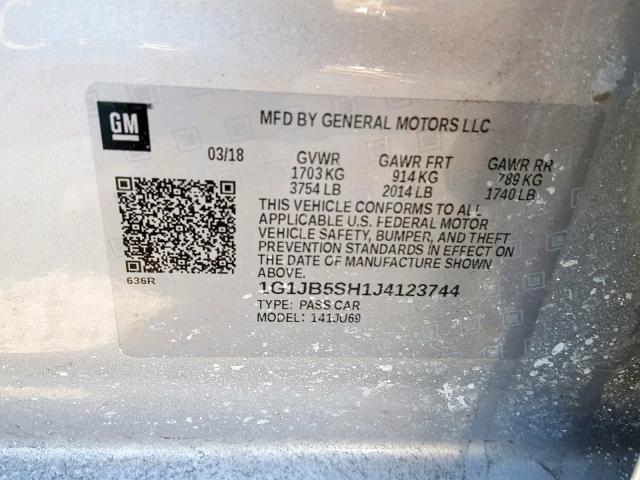 GM
MFD BY GENERAL MOTORS LLC
03/18 GVWR GAWR FRT GAWR RR
1703 KG 914 KG 789 KG
3754 LB 2014 LB 1740 LB
THIS VEHICLE CONFORMS TO ALL
APPLICABLE U.S. FEDERAL MOTOR
VEHICLE SAFETY, BUMPER, AND THEFT
PREVENTION STANDARDS IN EFFECT ON
THE DATE OF MANUFACTURE SHOWN
ABOVE.
636R
1G1JB5SH1J4123744
TYPE: PASS CAR
MODEL: 141JU69